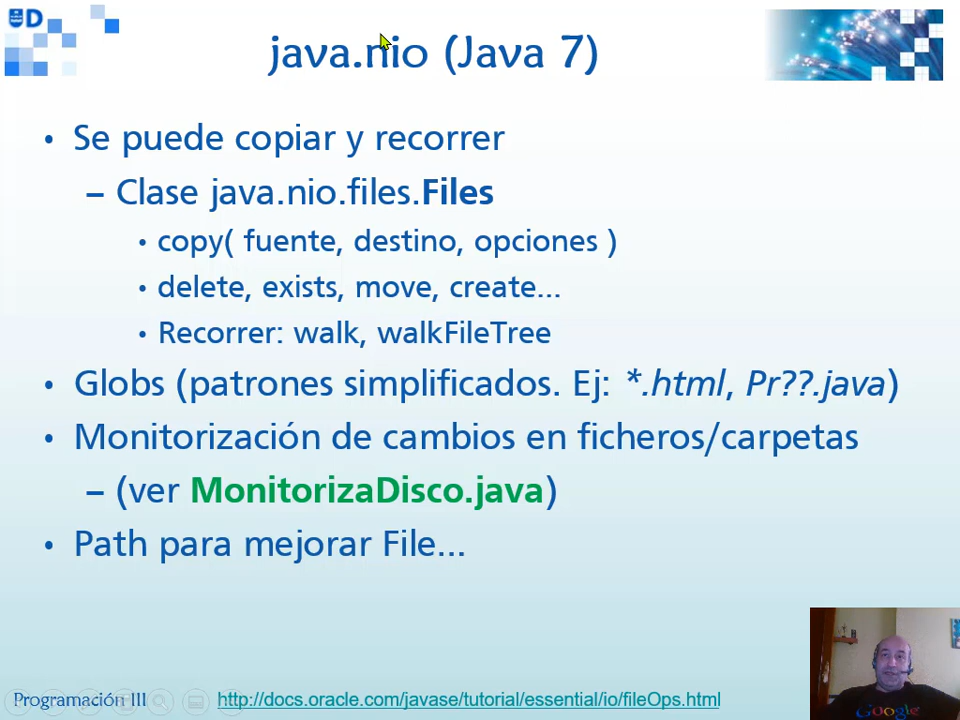 UD
java.nio (Java 7)
• Se puede copiar y recorrer
– Clase java.nio.files.Files
• copy( fuente, destino, opciones )
• delete, exists, move, create...
• Recorrer: walk, walkFileTree
• Globs (patrones simplificados. Ej: *.html, Pr??.java)
• Monitorización de cambios en ficheros/carpetas
– (ver MonitorizaDisco.java)
• Path para mejorar File...
Programación III
http://docs.oracle.com/javase/tutorial/essential/io/fileOps.html
Google